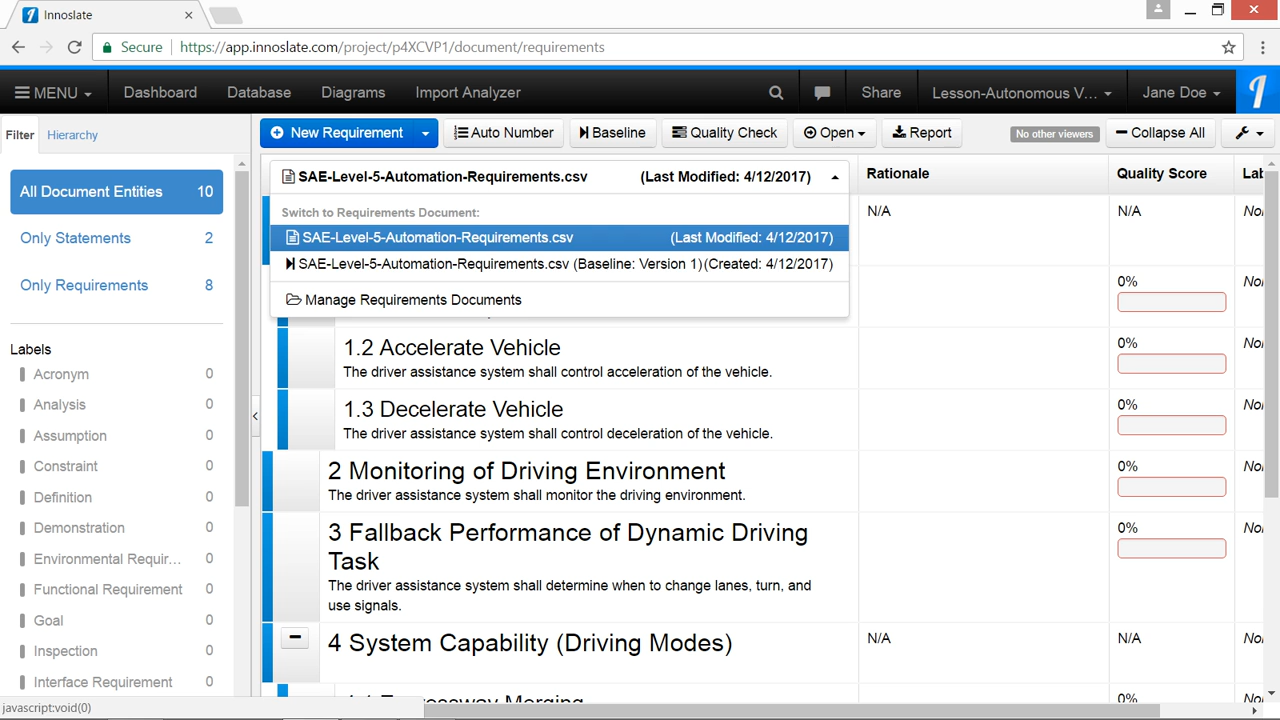 Innoslate
Secure https://app.innoslate.com/project/p4XCVP1/document/requirements
MENU Dashboard Database Diagrams Import Analyzer Share Lesson-Autonomous V... Jane Doe
Filter Hierarchy
New Requirement Auto Number Baseline Quality Check Open Report No other viewers Collapse All
SAE-Level-5-Automation-Requirements.csv (Last Modified: 4/12/2017)
Rationale Quality Score Lab
Switch to Requirements Document:
SAE-Level-5-Automation-Requirements.csv (Last Modified: 4/12/2017)
SAE-Level-5-Automation-Requirements.csv (Baseline: Version 1)(Created: 4/12/2017)
Manage Requirements Documents
All Document Entities 10
Only Statements 2
Only Requirements 8
Labels
Acronym 0
Analysis 0
Assumption 0
Constraint 0
Definition 0
Demonstration 0
Environmental Requir... 0
Functional Requirement 0
Goal 0
Inspection 0
Interface Requirement 0
N/A N/A No
0% No
1.2 Accelerate Vehicle
The driver assistance system shall control acceleration of the vehicle.
0% No
1.3 Decelerate Vehicle
The driver assistance system shall control deceleration of the vehicle.
0% No
2 Monitoring of Driving Environment
The driver assistance system shall monitor the driving environment.
0% No
3 Fallback Performance of Dynamic Driving
Task
The driver assistance system shall determine when to change lanes, turn, and
use signals.
0% No
4 System Capability (Driving Modes)
N/A N/A No
0% No
javascript:void(0)